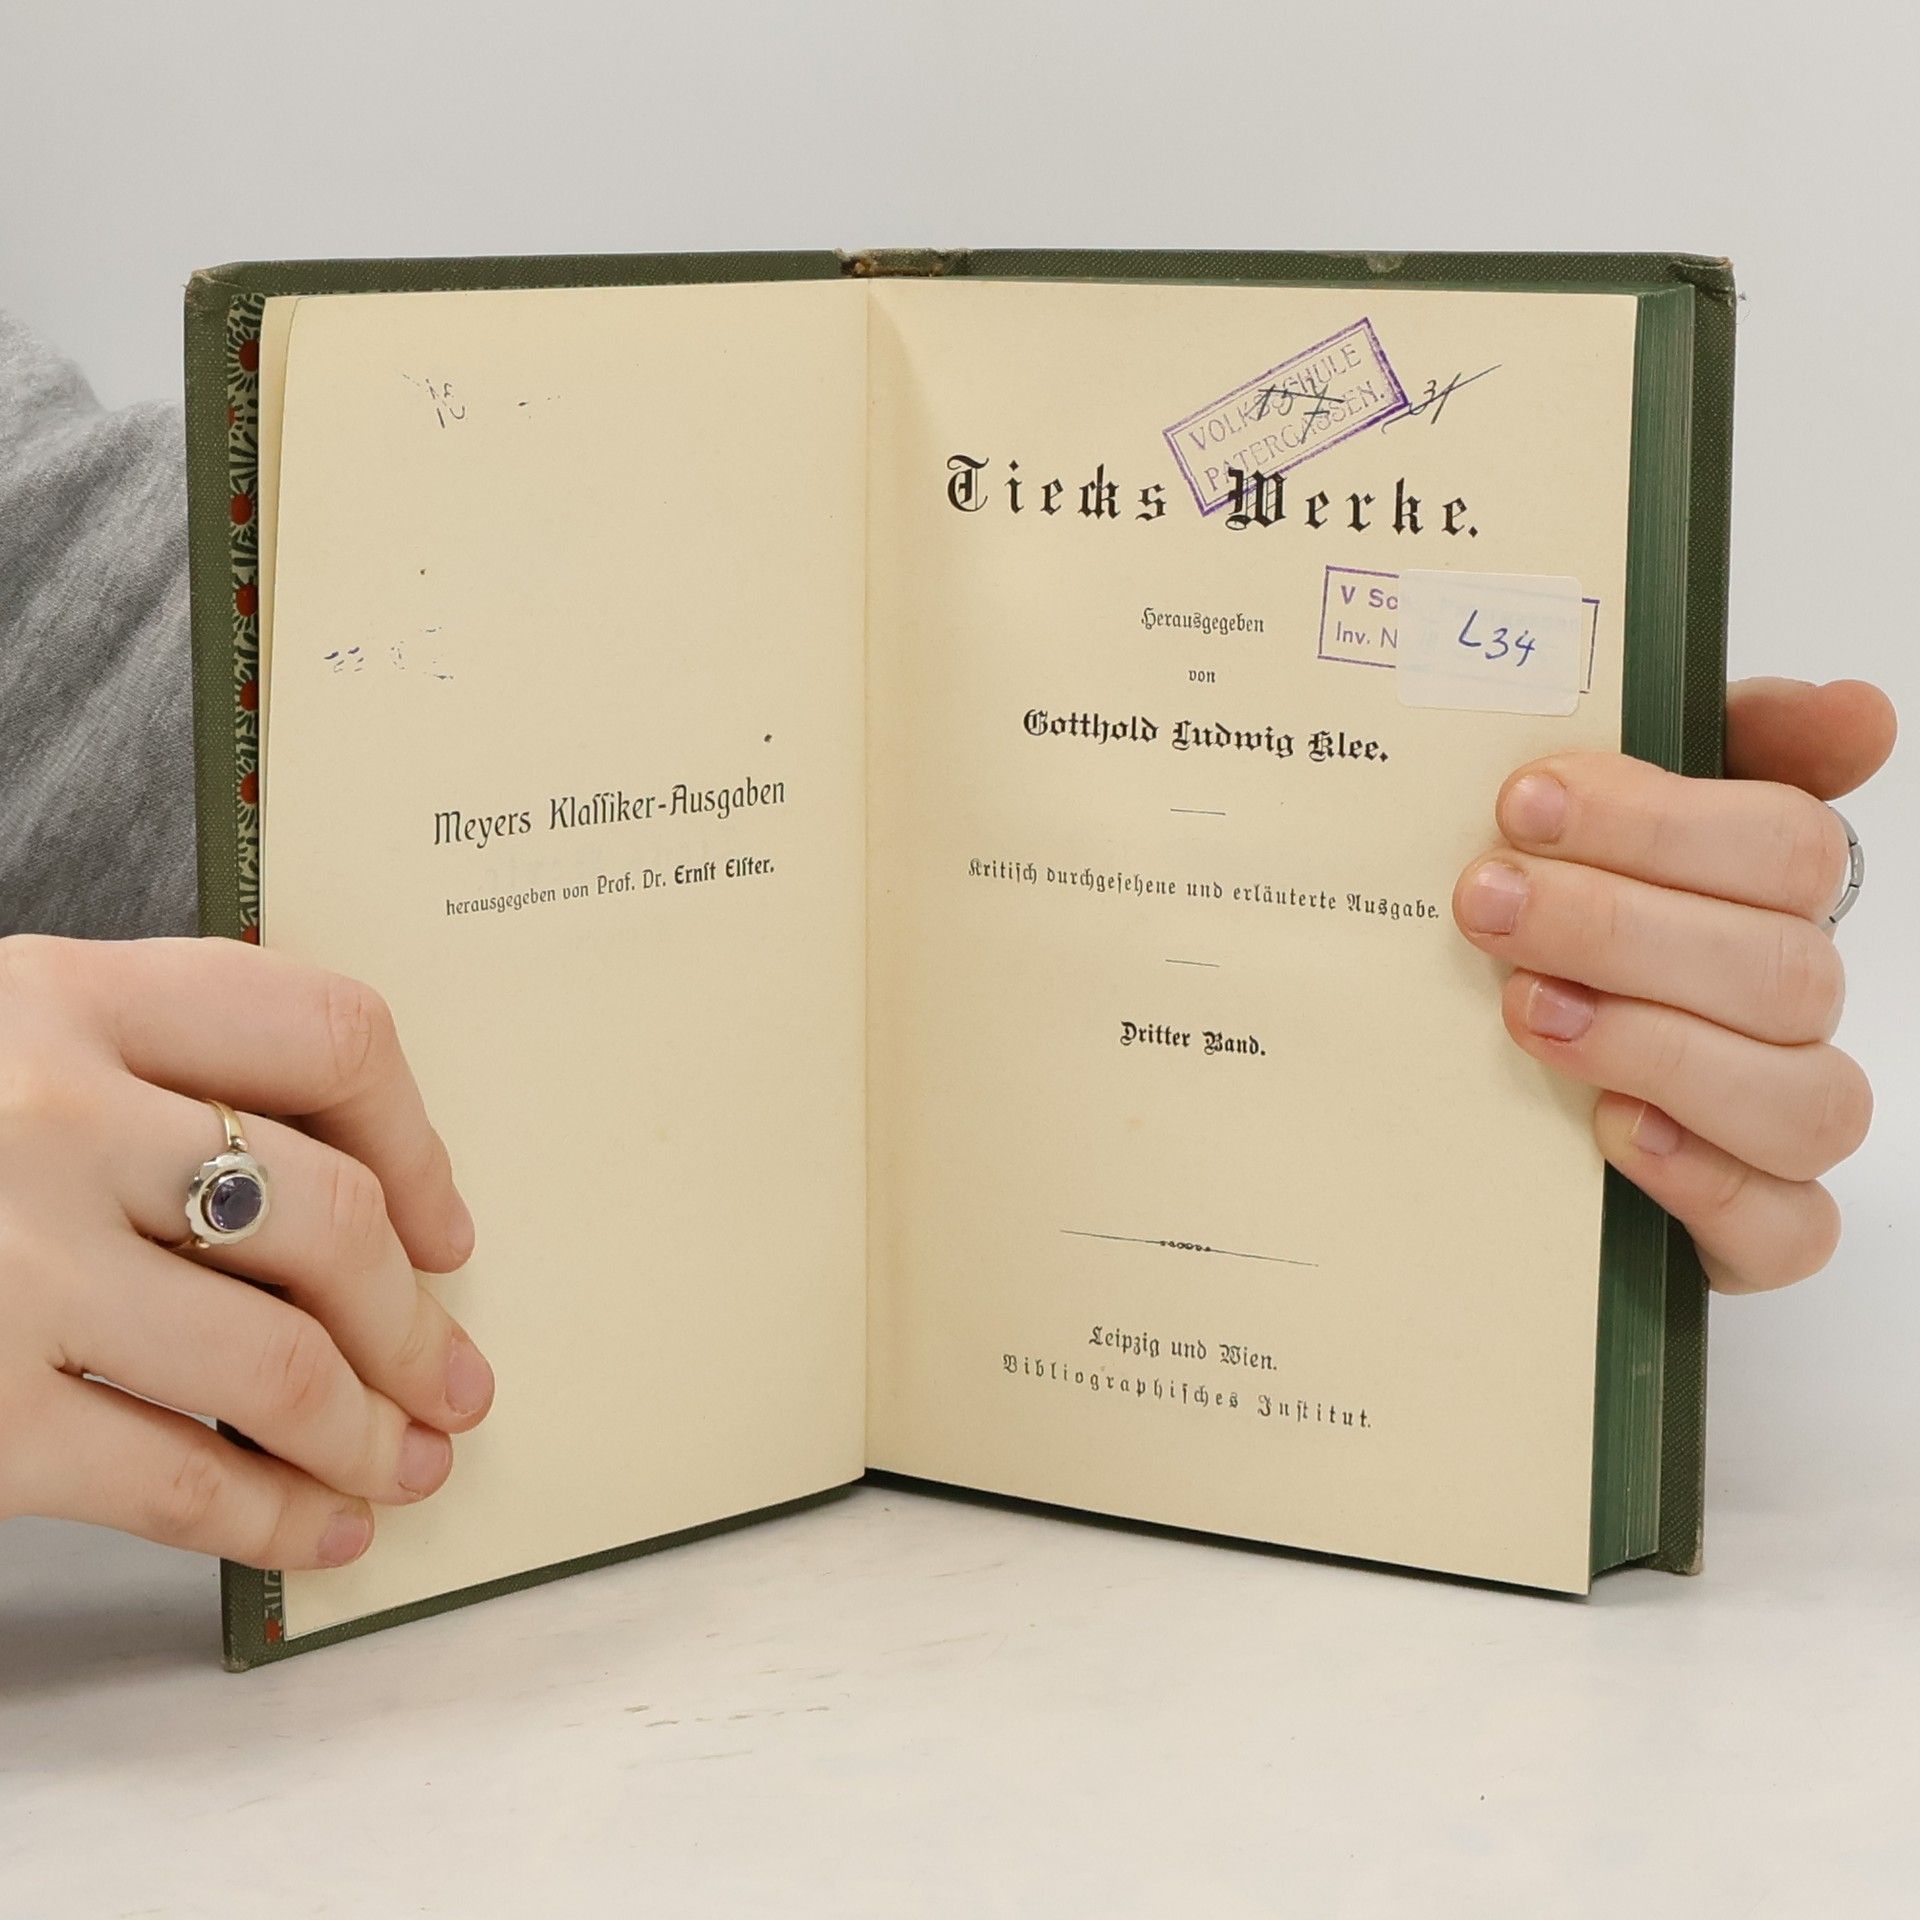 Meyers Klaſſiker-Ausgaben
herausgegeben von Prof. Dr. Ernſt Elſter.
VOLKSSCHULE
PATERGASSEN.
31
Tiecks Werke.
Herausgegeben
von
Gotthold Ludwig Klee.
V Sc
Inv. N
L34
Kritiſch durchgeſehene und erläuterte Ausgabe.
Dritter Band.
Leipzig und Wien.
Bibliographiſches Inſtitut.